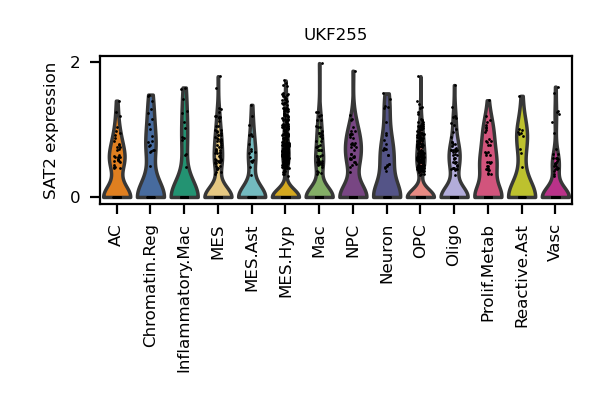 UKF255
SAT2 expression
2
0
AC
Chromatin.Reg
Inflammatory.Mac
MES
MES.Ast
MES.Hyp
Mac
NPC
Neuron
OPC
Oligo
Prolif.Metab
Reactive.Ast
Vasc